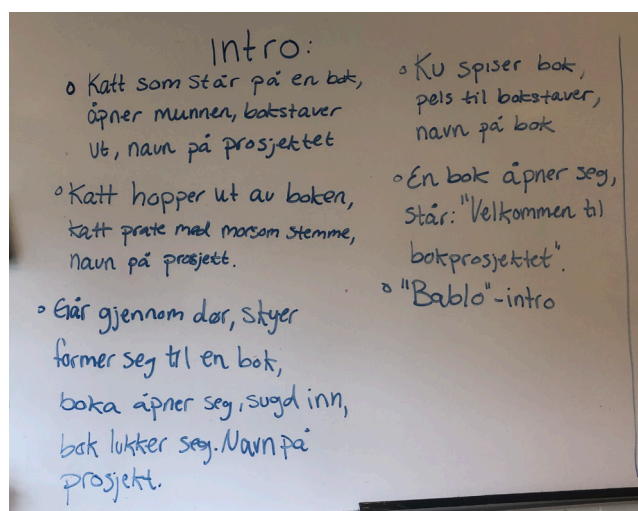 Intro:
o Katt som står på en bok,
åpner munnen, bokstaver
ut, navn på prosjektet
o Katt hopper ut av boken,
katt prate med morsom stemme,
navn på prosjett.
o Går gjennom dør, skyer
former seg til en bok,
boka åpner seg, sugd inn,
bok lukker seg. Navn på
prosjekt.
o Ku spiser bok,
pels til bokstaver,
navn på bok
o En bok åpner seg,
står: "Velkommen til
bokprosjektet".
o "Bablo"-intro